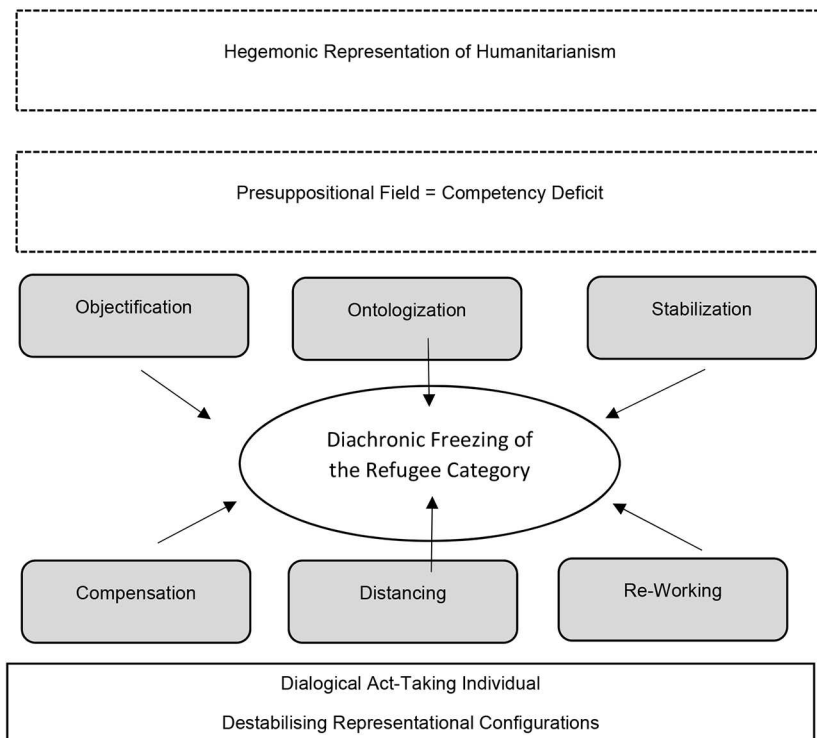 Hegemonic Representation of Humanitarianism
Presuppositional Field = Competency Deficit
Objectification
Ontologization
Stabilization
Diachronic Freezing of
the Refugee Category
Compensation
Distancing
Re-Working
Dialogical Act-Taking Individual
Destabilising Representational Configurations